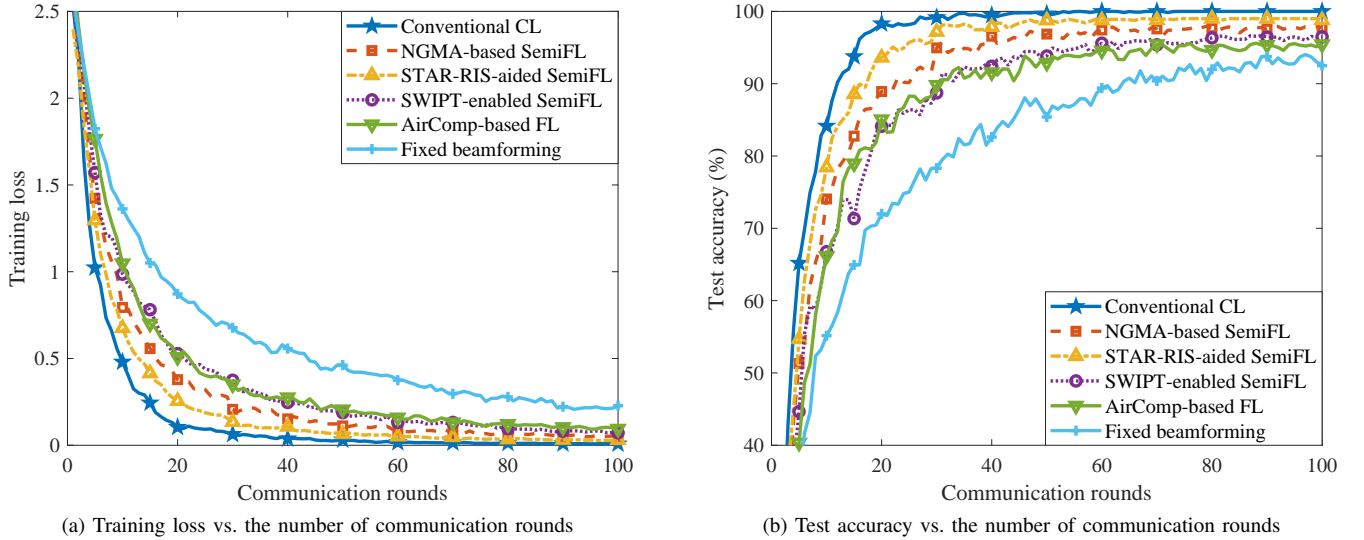 2.5
2
1.5
1
0.5
0
Training loss
0 20 40 60 80 100
Communication rounds
Conventional CL
NGMA-based SemiFL
STAR-RIS-aided SemiFL
SWIPT-enabled SemiFL
AirComp-based FL
Fixed beamforming
(a) Training loss vs. the number of communication rounds
100
90
80
70
60
50
40
Test accuracy (%)
0 20 40 60 80 100
Communication rounds
Conventional CL
NGMA-based SemiFL
STAR-RIS-aided SemiFL
SWIPT-enabled SemiFL
AirComp-based FL
Fixed beamforming
(b) Test accuracy vs. the number of communication rounds